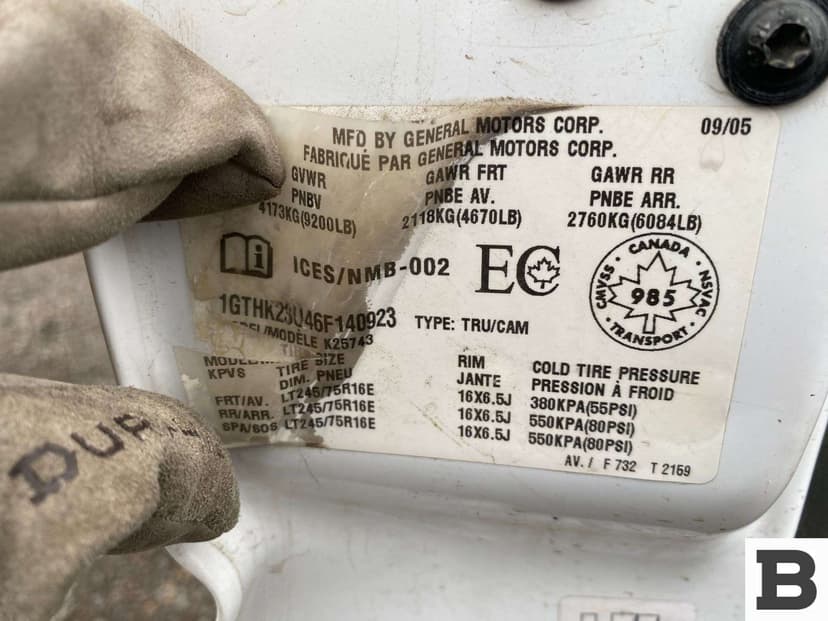 MFD BY GENERAL MOTORS CORP. 09/05
FABRIQUÉ PAR GENERAL MOTORS CORP.
GVWR GAWR FRT GAWR RR
PNBV PNBE AV. PNBE ARR.
4173KG(9200LB) 2118KG(4670LB) 2760KG(6084LB)
i ICES/NMB-002 EC
CANADA
CMVSS NSVAC
985
TRANSPORT
1GTHK23U46F140923 TYPE: TRU/CAM
K25743
KPVS TIRE SIZE RIM COLD TIRE PRESSURE
DIM. PNEU JANTE PRESSION À FROID
FRT/AV. LT245/75R16E 16X6.5J 380KPA(55PSI)
RR/ARR. LT245/75R16E 16X6.5J 550KPA(80PSI)
SPA/SOS LT245/75R16E 16X6.5J 550KPA(80PSI)
AV./ F 732 T 2159
B